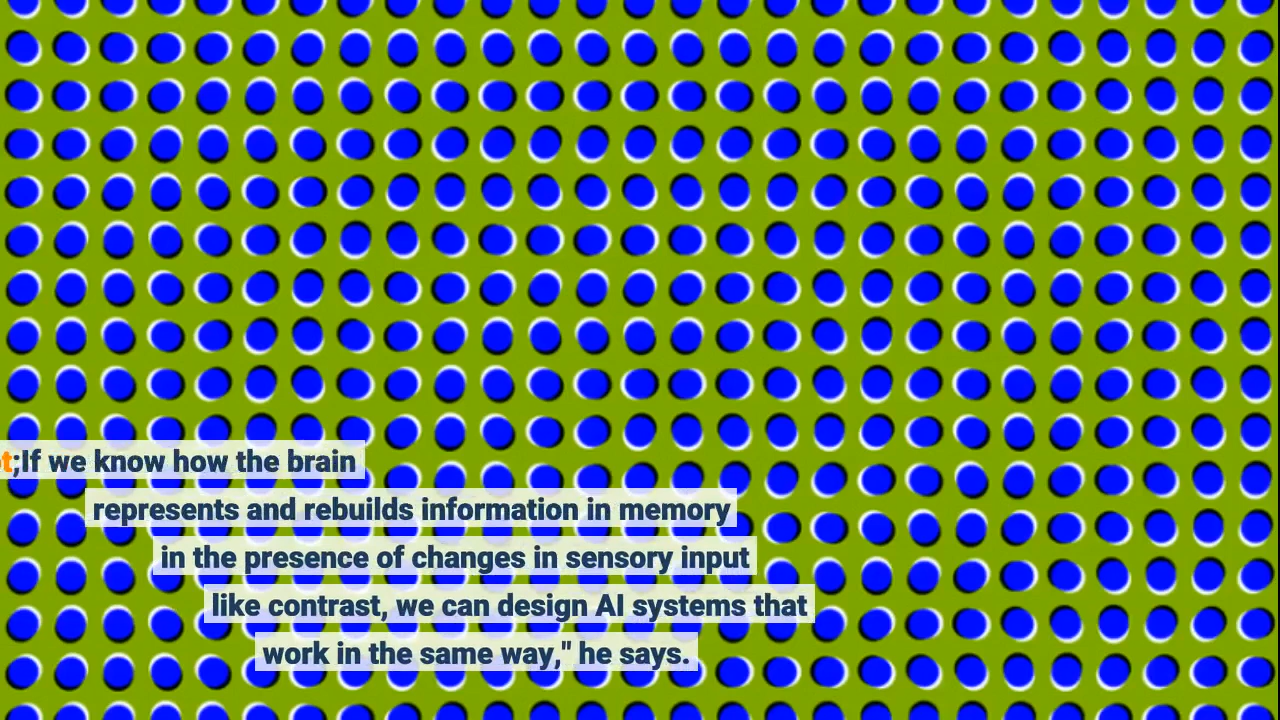 t;If we know how the brain
represents and rebuilds information in memory
in the presence of changes in sensory input
like contrast, we can design AI systems that
work in the same way," he says.